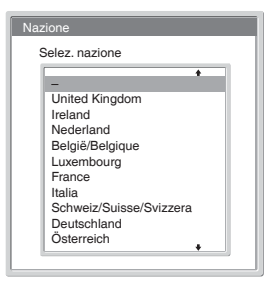 Nazione
Selez. nazione
–
United Kingdom
Ireland
Nederland
België/Belgique
Luxembourg
France
Italia
Schweiz/Suisse/Svizzera
Deutschland
Österreich